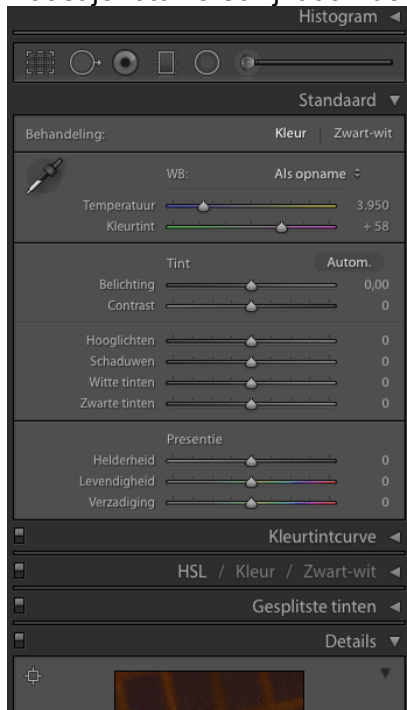 Histogram
Standaard
Behandeling: Kleur | Zwart-wit
WB: Als opname
Temperatuur 3.950
Kleurtint + 58
Tint Autom.
Belichting 0,00
Contrast 0
Hooglichten 0
Schaduwen 0
Witte tinten 0
Zwarte tinten 0
Presentie
Helderheid 0
Levendigheid 0
Verzadiging 0
Kleurtintcurve
HSL / Kleur / Zwart-wit
Gesplitste tinten
Details